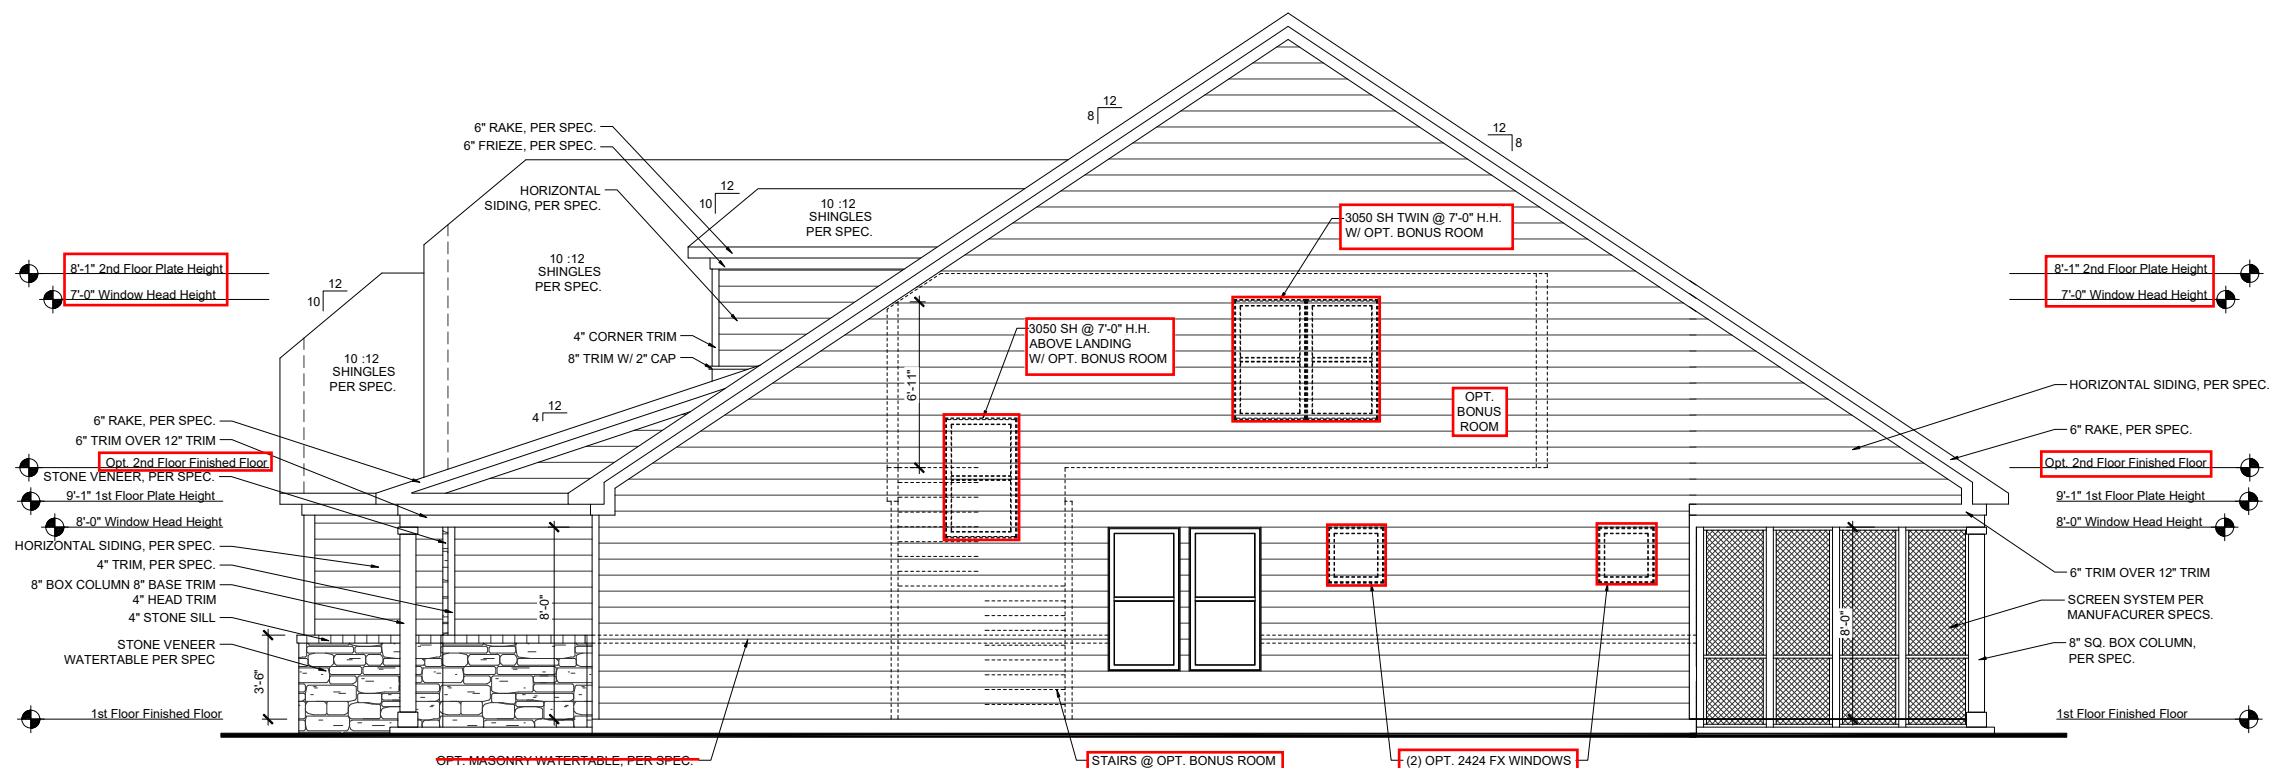 12
8
12
8
6" RAKE, PER SPEC.
6" FRIEZE, PER SPEC.
HORIZONTAL
SIDING, PER SPEC.
12
10
10 :12
SHINGLES
PER SPEC.
3050 SH TWIN @ 7'-0" H.H.
W/ OPT. BONUS ROOM
8'-1" 2nd Floor Plate Height
7'-0" Window Head Height
12
10
10 :12
SHINGLES
PER SPEC.
8'-1" 2nd Floor Plate Height
7'-0" Window Head Height
4" CORNER TRIM
8" TRIM W/ 2" CAP
3050 SH @ 7'-0" H.H.
ABOVE LANDING
W/ OPT. BONUS ROOM
10 :12
SHINGLES
PER SPEC.
6'-11"
OPT.
BONUS
ROOM
HORIZONTAL SIDING, PER SPEC.
12
4
6" RAKE, PER SPEC.
6" TRIM OVER 12" TRIM
Opt. 2nd Floor Finished Floor
STONE VENEER, PER SPEC.
9'-1" 1st Floor Plate Height
8'-0" Window Head Height
HORIZONTAL SIDING, PER SPEC.
4" TRIM, PER SPEC.
8" BOX COLUMN 8" BASE TRIM
4" HEAD TRIM
4" STONE SILL
STONE VENEER
WATERTABLE PER SPEC
3'-6"
8'-0"
1st Floor Finished Floor
6" RAKE, PER SPEC.
Opt. 2nd Floor Finished Floor
9'-1" 1st Floor Plate Height
8'-0" Window Head Height
6" TRIM OVER 12" TRIM
SCREEN SYSTEM PER
MANUFACURER SPECS.
8'-0"
8" SQ. BOX COLUMN,
PER SPEC.
1st Floor Finished Floor
OPT. MASONRY WATERTABLE, PER SPEC.
STAIRS @ OPT. BONUS ROOM
(2) OPT. 2424 FX WINDOWS